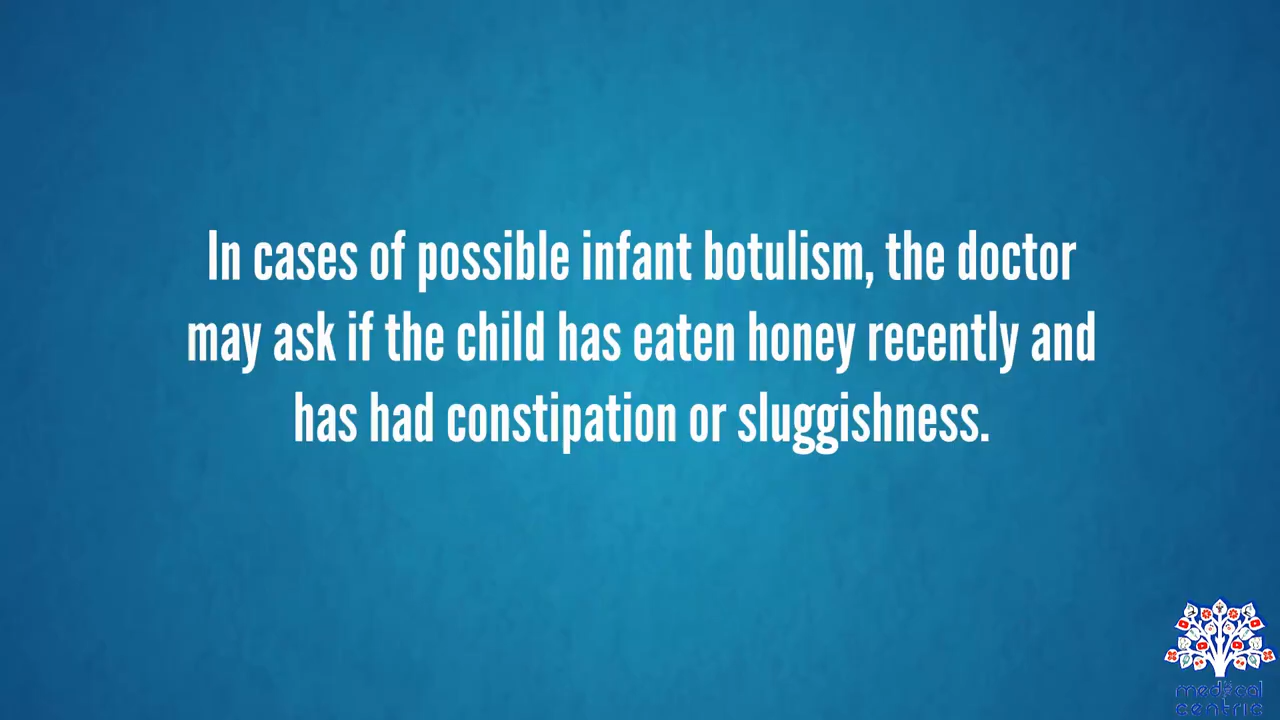 In cases of possible infant botulism, the doctor
may ask if the child has eaten honey recently and
has had constipation or sluggishness.
medical
centric